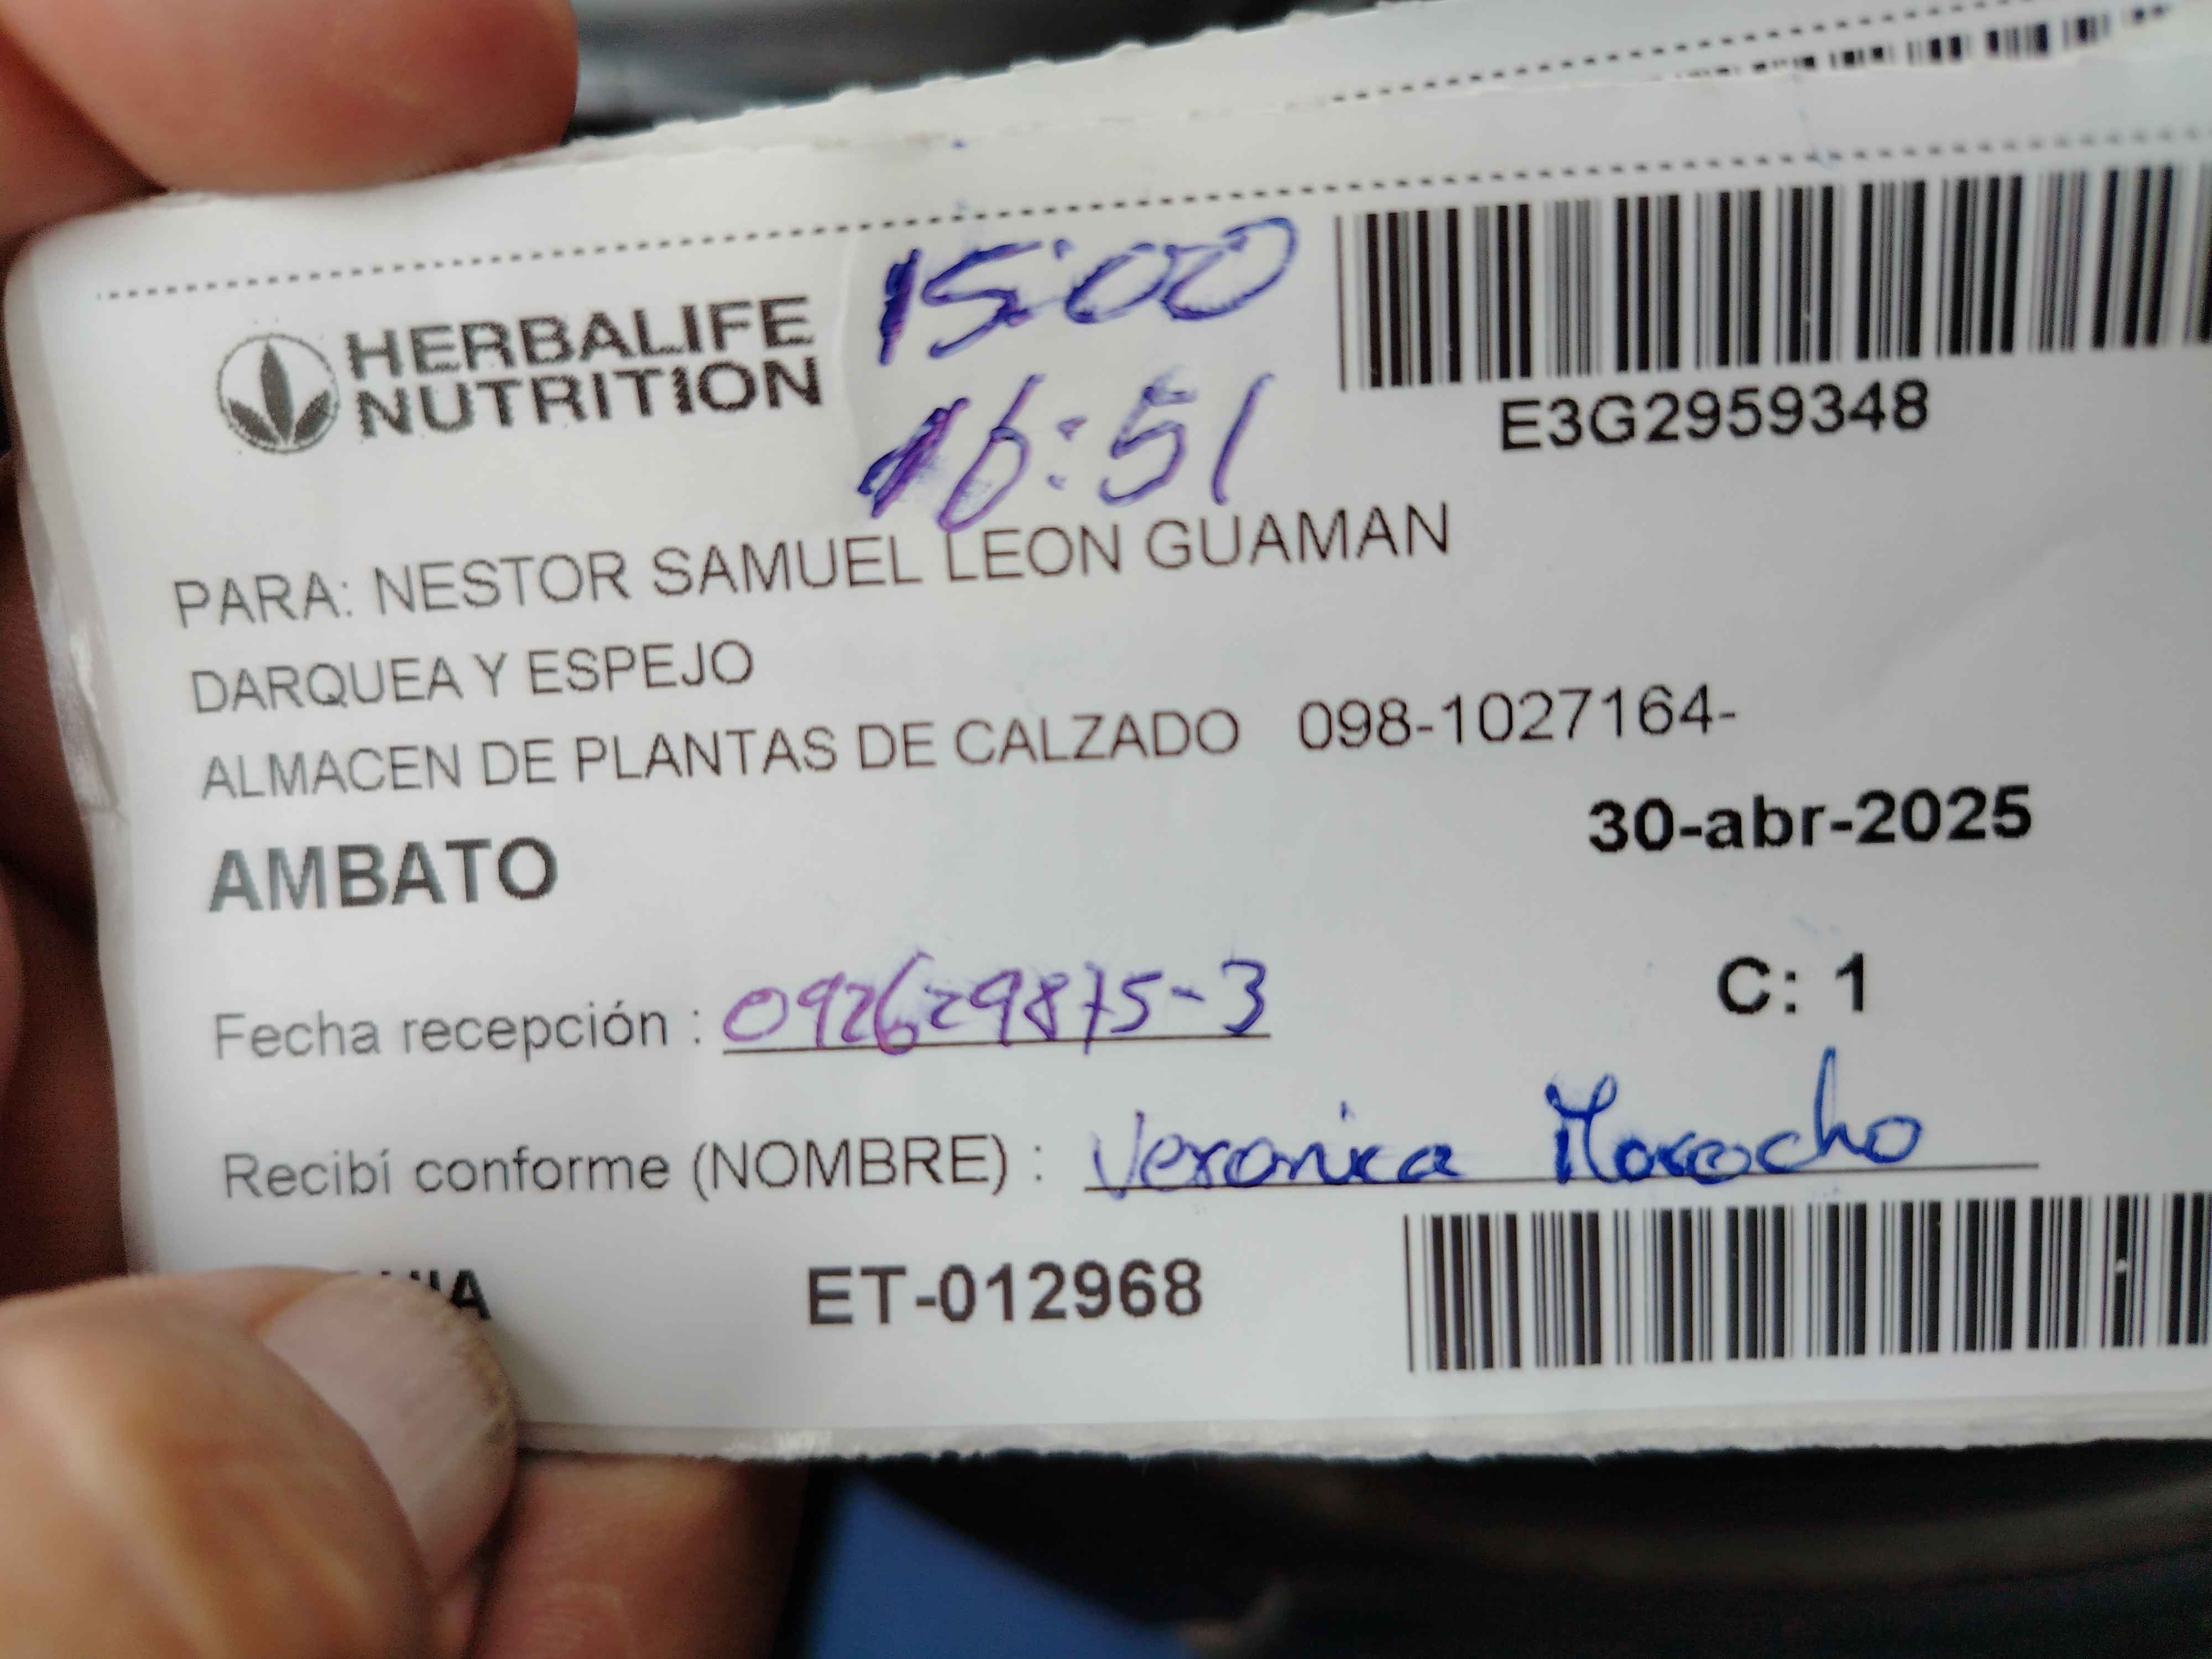 HERBALIFE
NUTRITION
15:00
16:51
E3G2959348
PARA: NESTOR SAMUEL LEON GUAMAN
DARQUEA Y ESPEJO
ALMACEN DE PLANTAS DE CALZADO 098-1027164-
30-abr-2025
AMBATO
C: 1
Fecha recepción : 092629875-3
Recibí conforme (NOMBRE) : Veronica Morocho
ET-012968